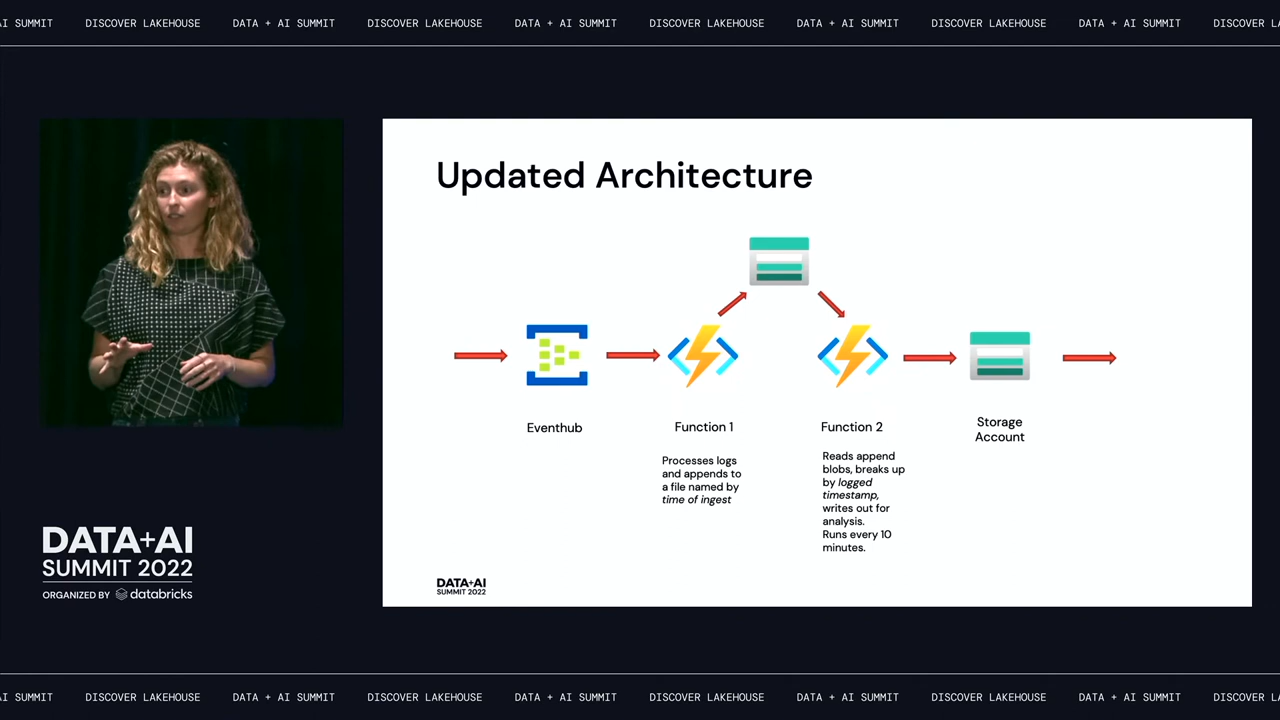 AI SUMMIT DISCOVER LAKEHOUSE DATA + AI SUMMIT DISCOVER LAKEHOUSE DATA + AI SUMMIT DISCOVER LAKEHOUSE DATA + AI SUMMIT DISCOVER LAKEHOUSE DATA + AI SUMMIT DISCOVER
Updated Architecture
Eventhub
Function 1
Processes logs
and appends to
a file named by
time of ingest
Function 2
Reads append
blobs, breaks up
by logged
timestamp,
writes out for
analysis.
Runs every 10
minutes.
Storage
Account
DATA+AI
SUMMIT 2022
DATA+AI
SUMMIT 2022
ORGANIZED BY databricks
AI SUMMIT DISCOVER LAKEHOUSE DATA + AI SUMMIT DISCOVER LAKEHOUSE DATA + AI SUMMIT DISCOVER LAKEHOUSE DATA + AI SUMMIT DISCOVER LAKEHOUSE DATA + AI SUMMIT DISCOVER